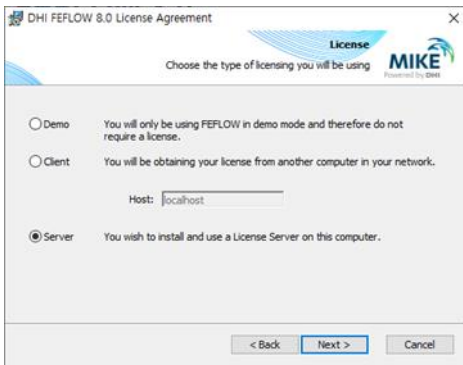 DHI FEFLOW 8.0 License Agreement
License
Choose the type of licensing you will be using
MIKE
Powered by DHI
Demo
You will only be using FEFLOW in demo mode and therefore do not
require a license.
Client
You will be obtaining your license from another computer in your network.
Host: localhost
Server
You wish to install and use a License Server on this computer.
< Back
Next >
Cancel